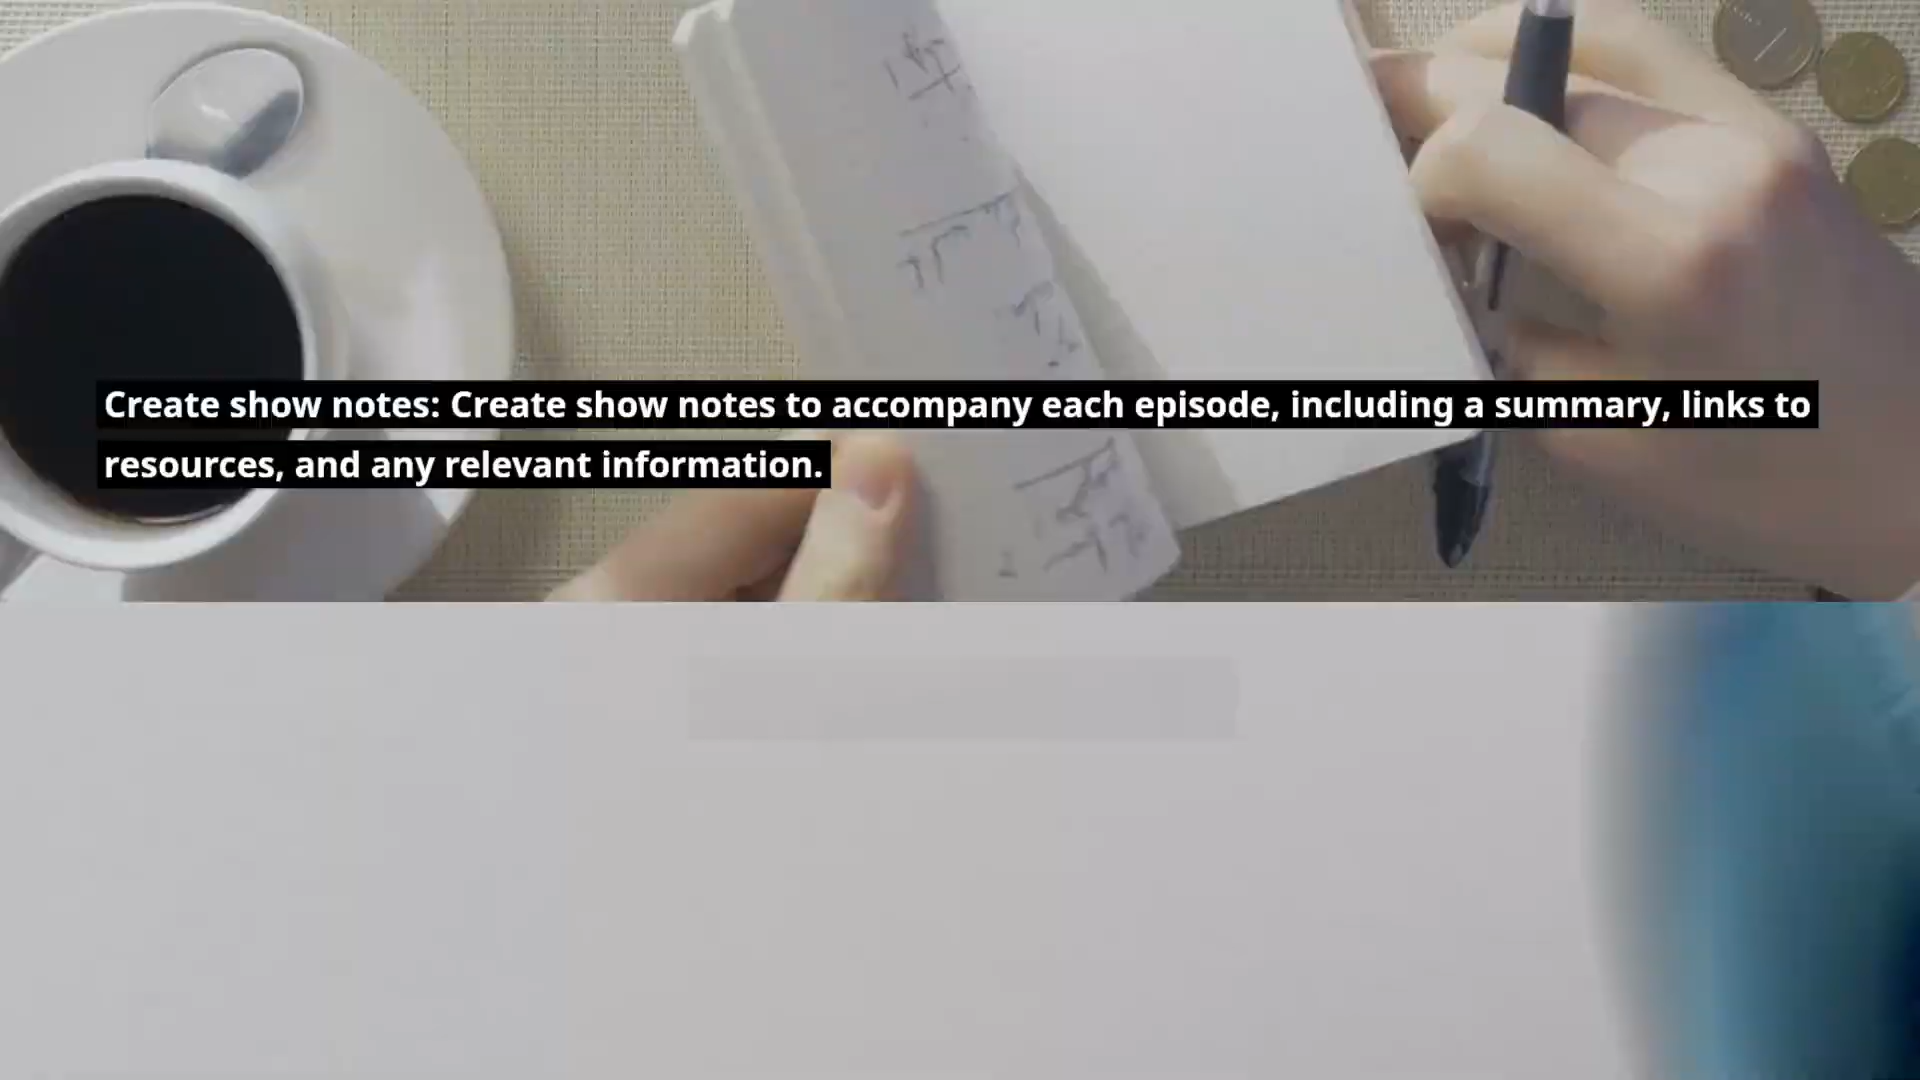 Create show notes: Create show notes to accompany each episode, including a summary, links to
resources, and any relevant information.